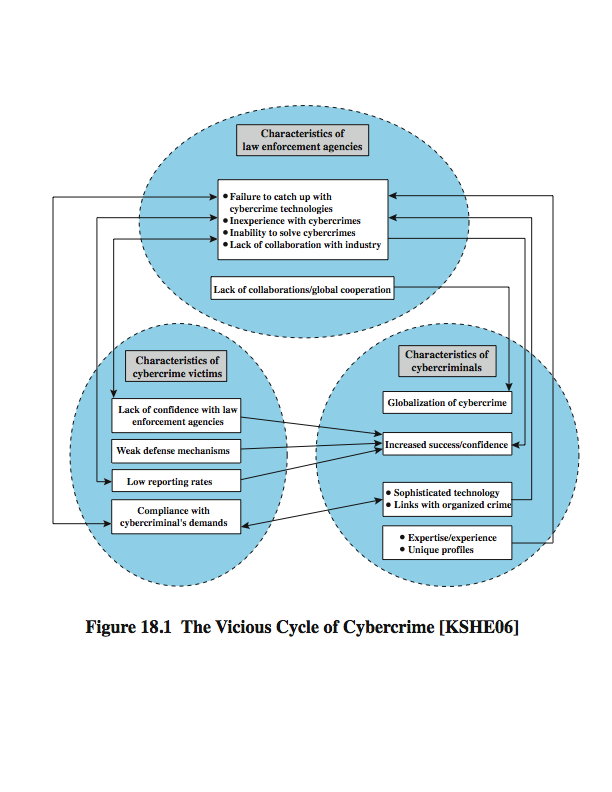 Characteristics of
law enforcement agencies
• Failure to catch up with
cybercrime technologies
• Inexperience with cybercrimes
• Inability to solve cybercrimes
• Lack of collaboration with industry
Lack of collaborations/global cooperation
Characteristics of
cybercrime victims
Lack of confidence with law
enforcement agencies
Weak defense mechanisms
Low reporting rates
Compliance with
cybercriminal's demands
Characteristics of
cybercriminals
Globalization of cybercrime
Increased success/confidence
• Sophisticated technology
• Links with organized crime
• Expertise/experience
• Unique profiles
Figure 18.1 The Vicious Cycle of Cybercrime [KSHE06]